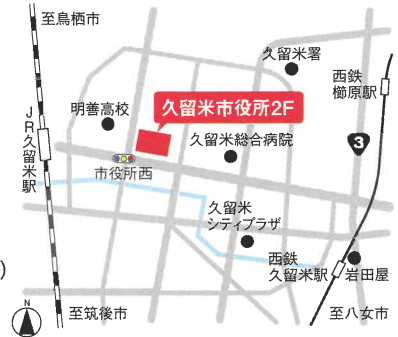 至鳥栖市
久留米署
西鉄
櫛原駅
久留米市役所2F
明善高校
JR久留米駅
久留米総合病院
3
市役所西
久留米
シティプラザ
西鉄
久留米駅
岩田屋
)
N
至筑後市
至八女市